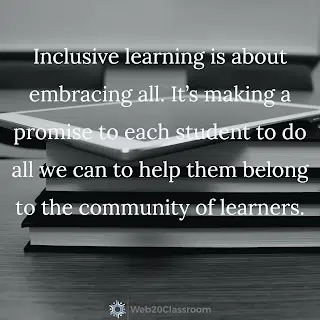 Inclusive learning is about
embracing all. It's making a
promise to each student to do
all we can to help them belong
to the community of learners.
Web20Classroom